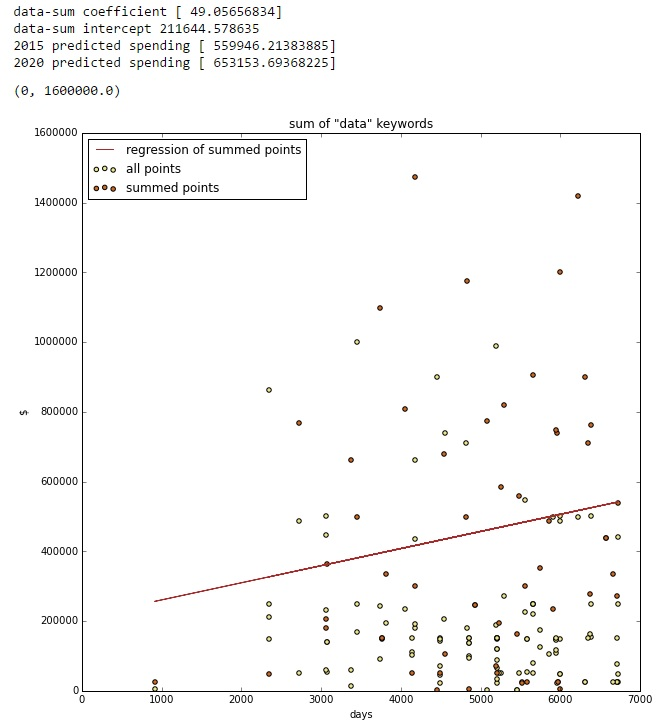 data-sum coefficient [ 49.05656834]
data-sum intercept 211644.578635
2015 predicted spending [ 559946.21383885]
2020 predicted spending [ 653153.69368225]
(0, 1600000.0)
sum of "data" keywords
1600000
regression of summed points
all points
summed points
1400000
1200000
1000000
800000
$
600000
400000
200000
0
0 1000 2000 3000 4000 5000 6000 7000
days